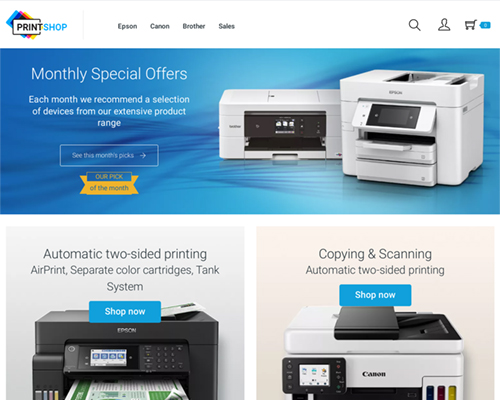 PRINTSHOP
Epson Canon Brother Sales
0
Monthly Special Offers
Each month we recommend a selection
of devices from our extensive product
range
See this month's picks
OUR PICK
of the month
brother
EPSON
Automatic two-sided printing
AirPrint, Separate color cartridges, Tank
System
Shop now
EPSON
Copying & Scanning
Automatic two-sided printing
Shop now
Canon